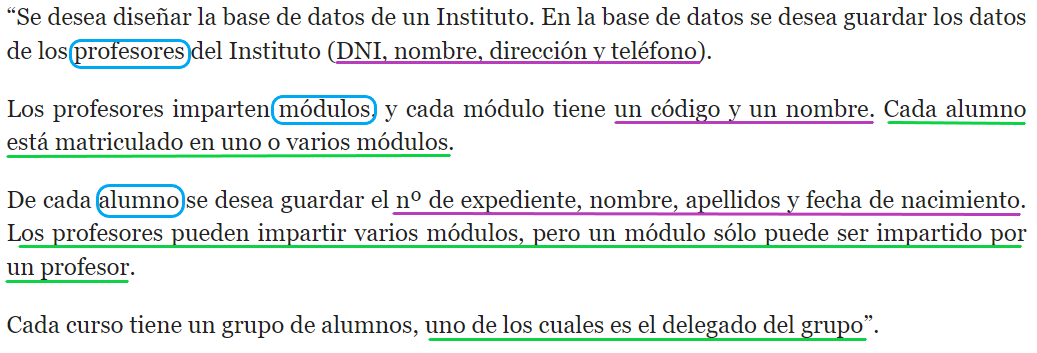 “Se desea diseñar la base de datos de un Instituto. En la base de datos se desea guardar los datos
de los profesores del Instituto (DNI, nombre, dirección y teléfono).
Los profesores imparten módulos, y cada módulo tiene un código y un nombre. Cada alumno
está matriculado en uno o varios módulos.
De cada alumno se desea guardar el nº de expediente, nombre, apellidos y fecha de nacimiento.
Los profesores pueden impartir varios módulos, pero un módulo sólo puede ser impartido por
un profesor.
Cada curso tiene un grupo de alumnos, uno de los cuales es el delegado del grupo”.